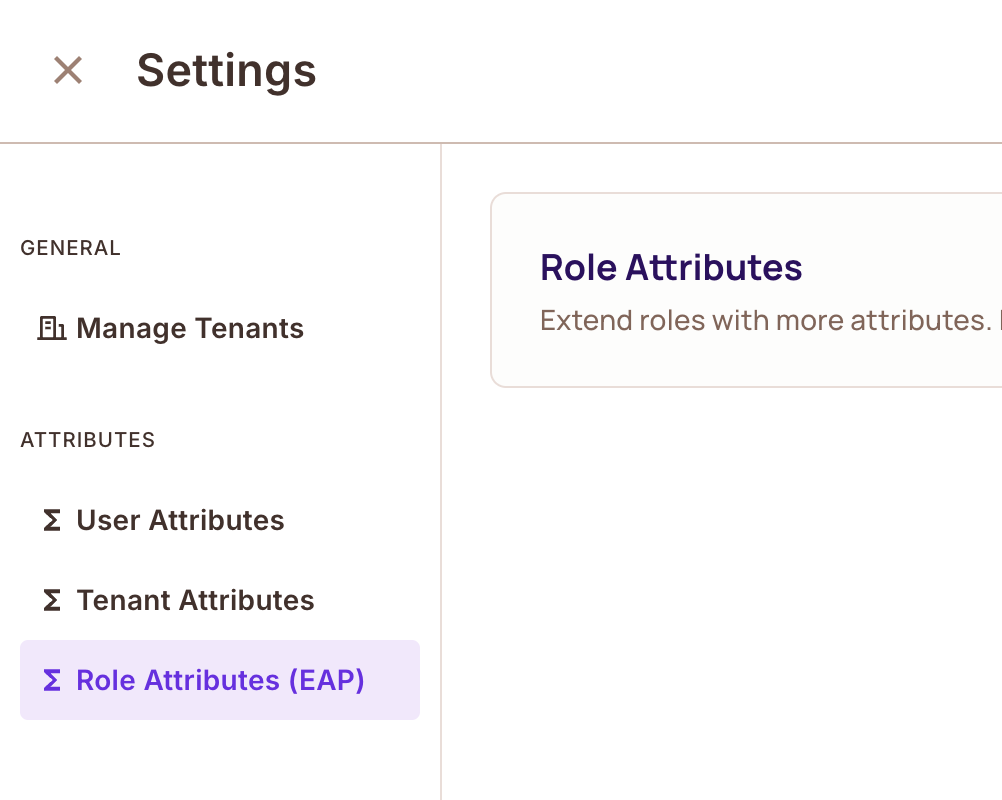 Settings
GENERAL
Manage Tenants
ATTRIBUTES
User Attributes
Tenant Attributes
Role Attributes (EAP)
Role Attributes
Extend roles with more attributes.